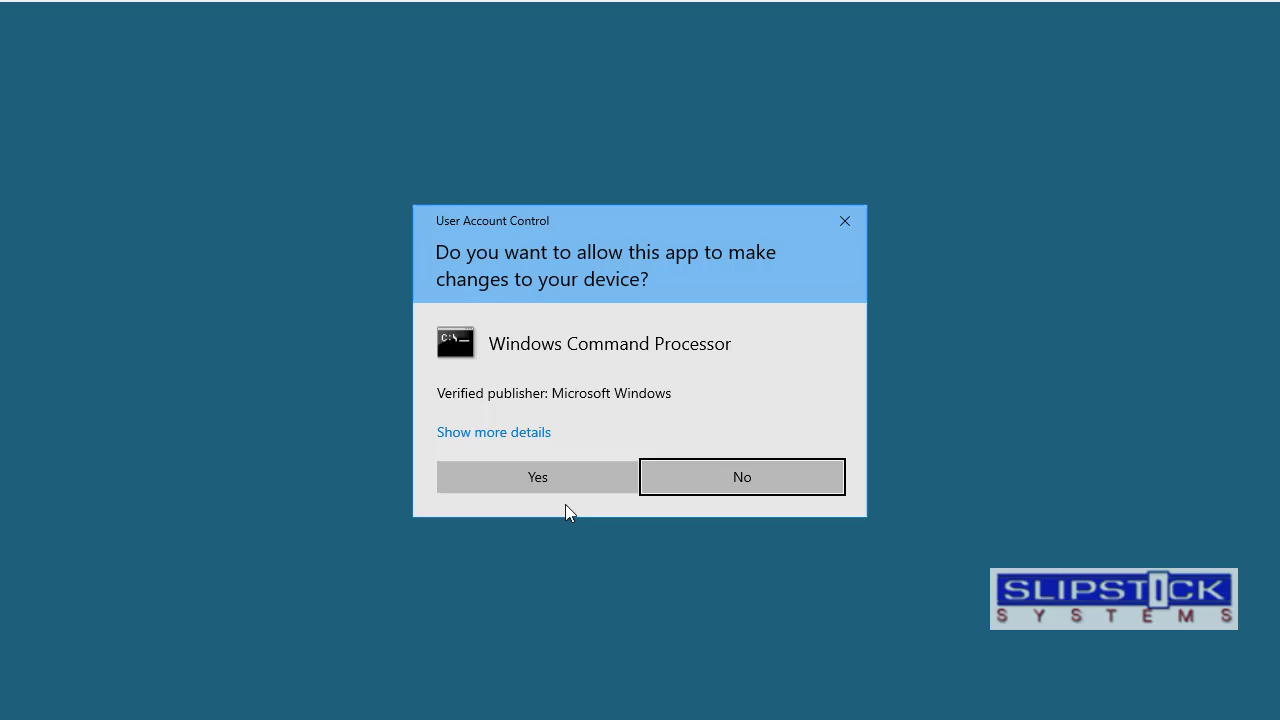 User Account Control
Do you want to allow this app to make
changes to your device?
C:\_
Windows Command Processor
Verified publisher: Microsoft Windows
Show more details
Yes No
SLIPSTICK
SYSTEMS